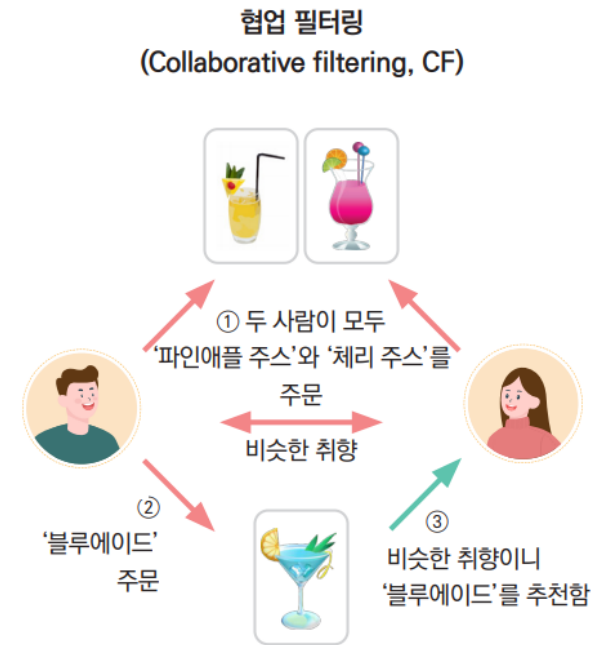 협업 필터링
(Collaborative filtering, CF)
① 두 사람이 모두
‘파인애플 주스’와 ‘체리 주스’를
주문
비슷한 취향
②
‘블루에이드’
주문
③
비슷한 취향이니
‘블루에이드’를 추천함